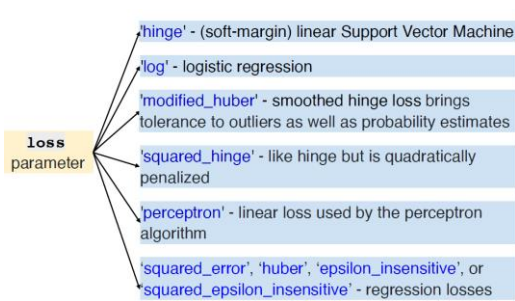 loss
parameter
'hinge' - (soft-margin) linear Support Vector Machine
'log' - logistic regression
'modified_huber' - smoothed hinge loss brings
tolerance to outliers as well as probability estimates
'squared_hinge' - like hinge but is quadratically
penalized
'perceptron' - linear loss used by the perceptron
algorithm
‘squared_error’, ‘huber’, ‘epsilon_insensitive’, or
‘squared_epsilon_insensitive’ - regression losses